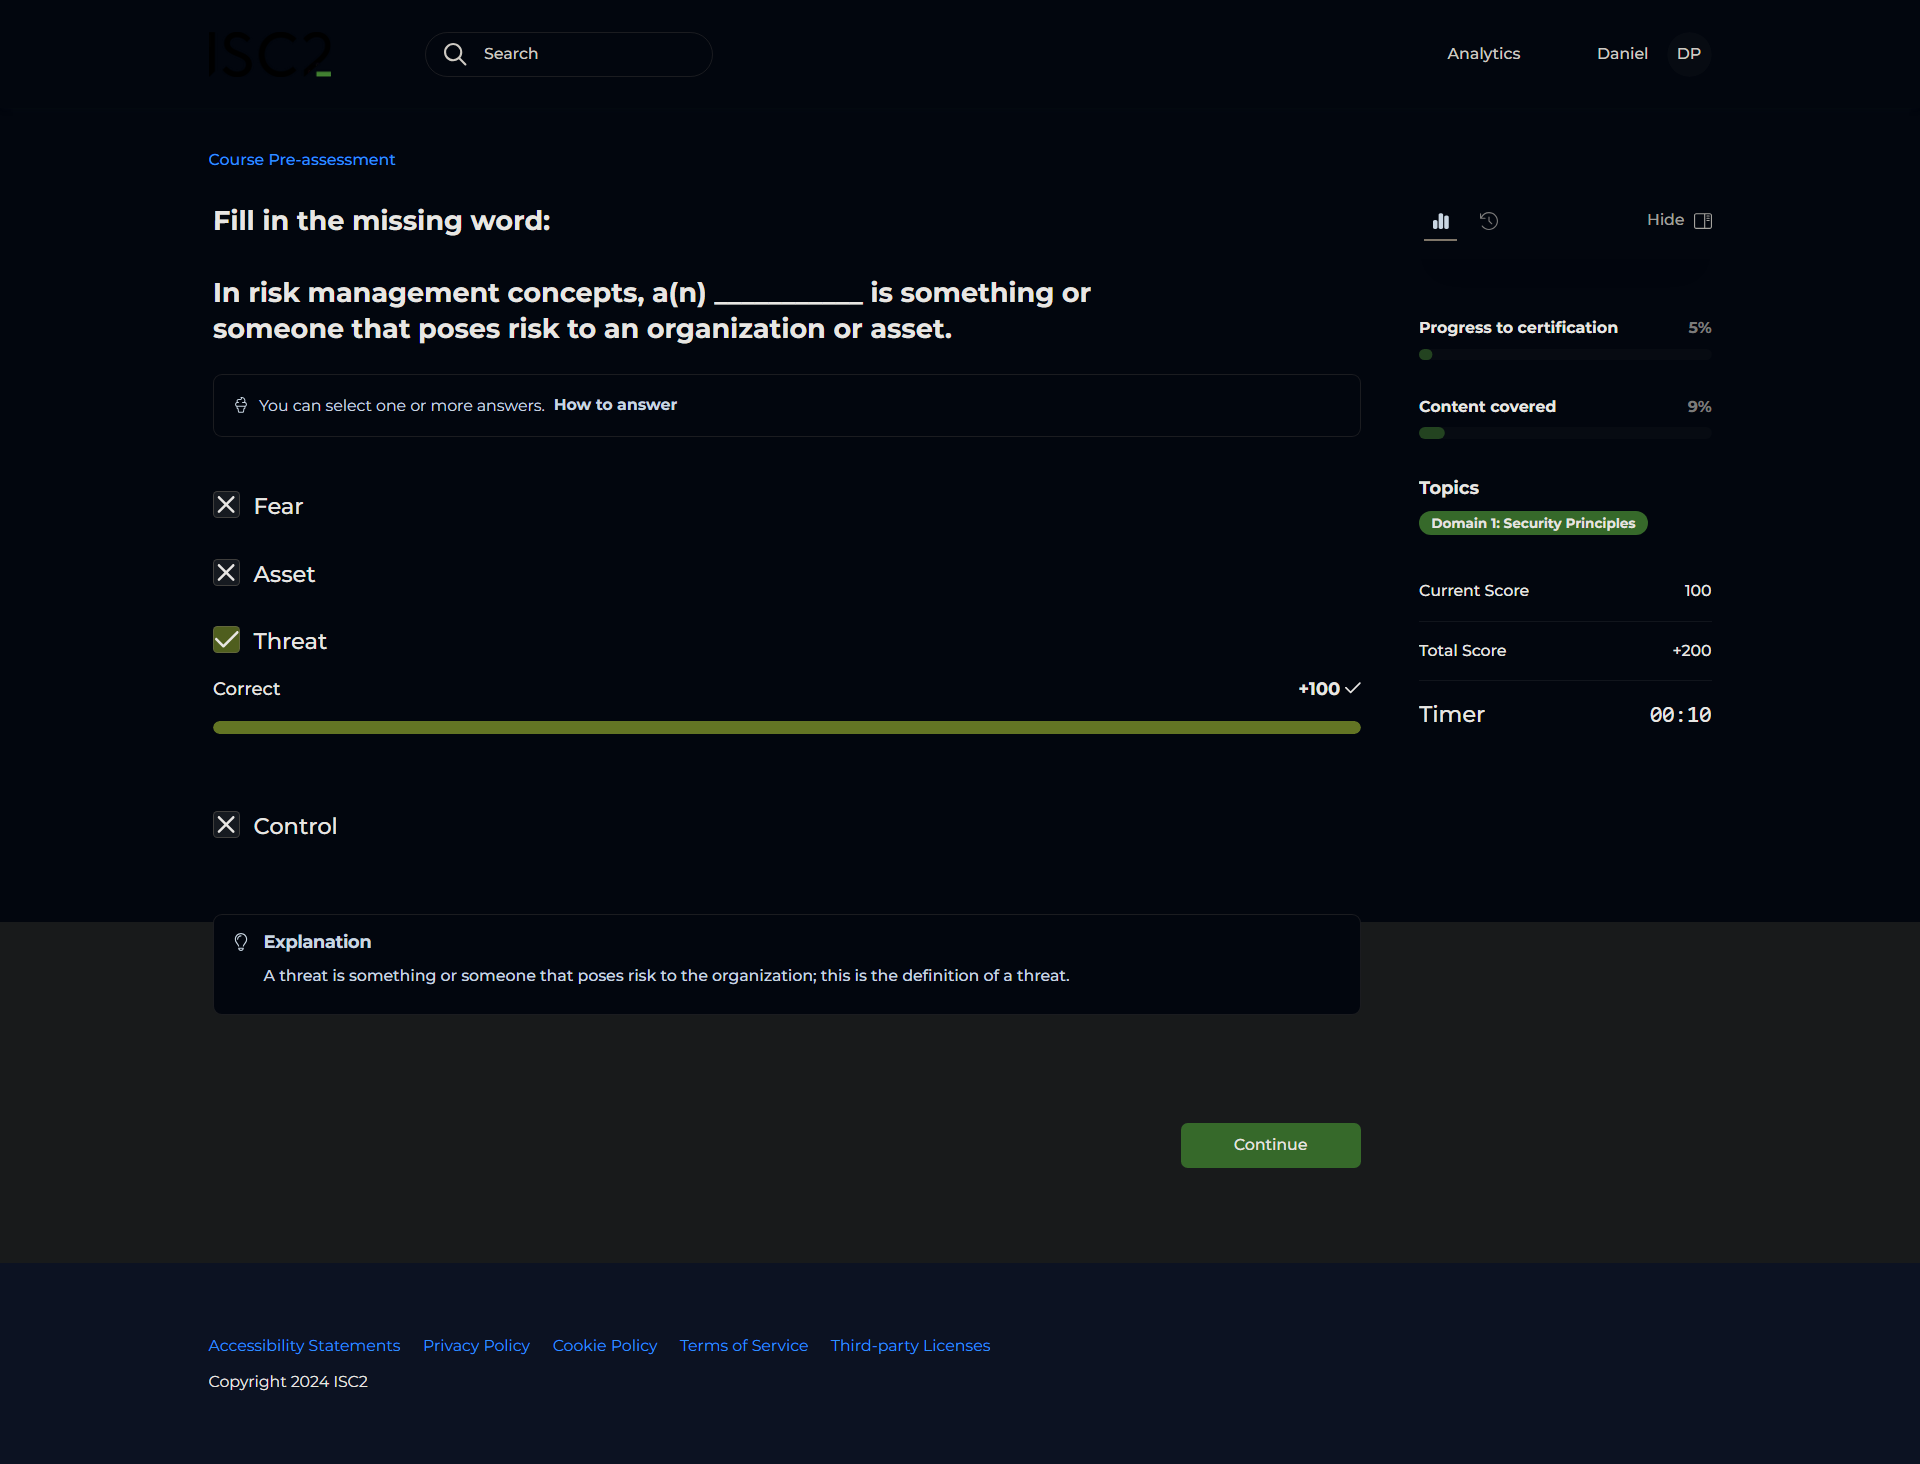 ISC2
Search
Analytics
Daniel
DP
Course Pre-assessment
Fill in the missing word:
In risk management concepts, a(n) ___________ is something or
someone that poses risk to an organization or asset.
You can select one or more answers. How to answer
Fear
Asset
Threat
Correct
+100
Control
Explanation
A threat is something or someone that poses risk to the organization; this is the definition of a threat.
Continue
Hide
Progress to certification 5%
Content covered 9%
Topics
Domain 1: Security Principles
Current Score 100
Total Score +200
Timer 00:10
Accessibility Statements Privacy Policy Cookie Policy Terms of Service Third-party Licenses
Copyright 2024 ISC2